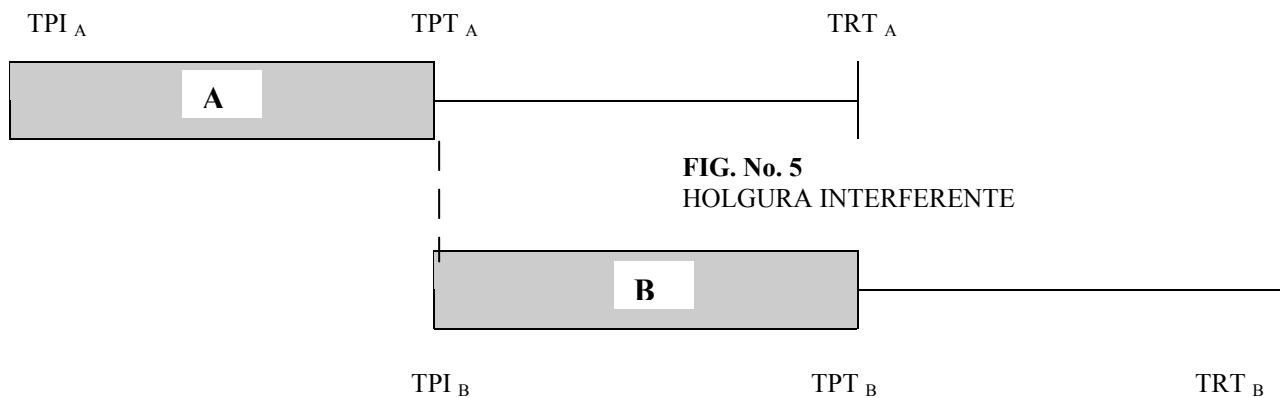 TPI A TPT A TRT A
A
FIG. No. 5
HOLGURA INTERFERENTE
B
TPI B TPT B TRT B